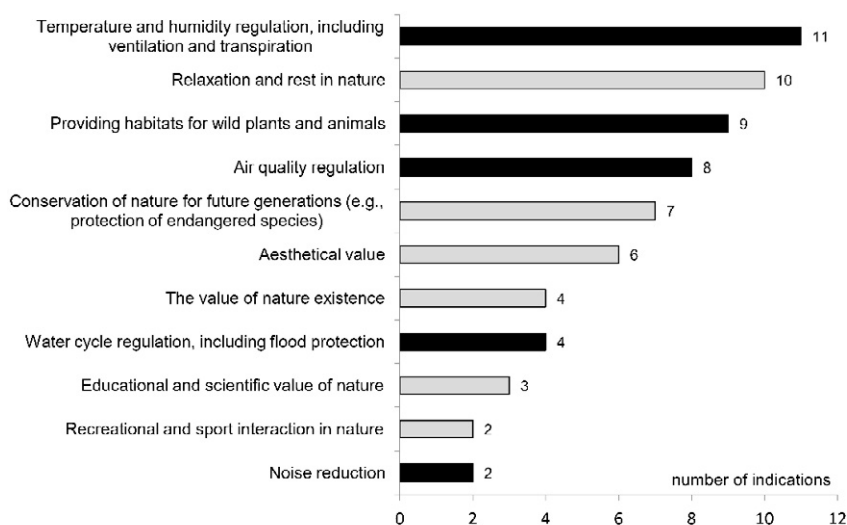 Temperature and humidity regulation, including
ventilation and transpiration
11
Relaxation and rest in nature
10
Providing habitats for wild plants and animals
9
Air quality regulation
8
Conservation of nature for future generations (e.g.,
protection of endangered species)
7
Aesthetical value
6
The value of nature existence
4
Water cycle regulation, including flood protection
4
Educational and scientific value of nature
3
Recreational and sport interaction in nature
2
Noise reduction
2
number of indications
0 2 4 6 8 10 12